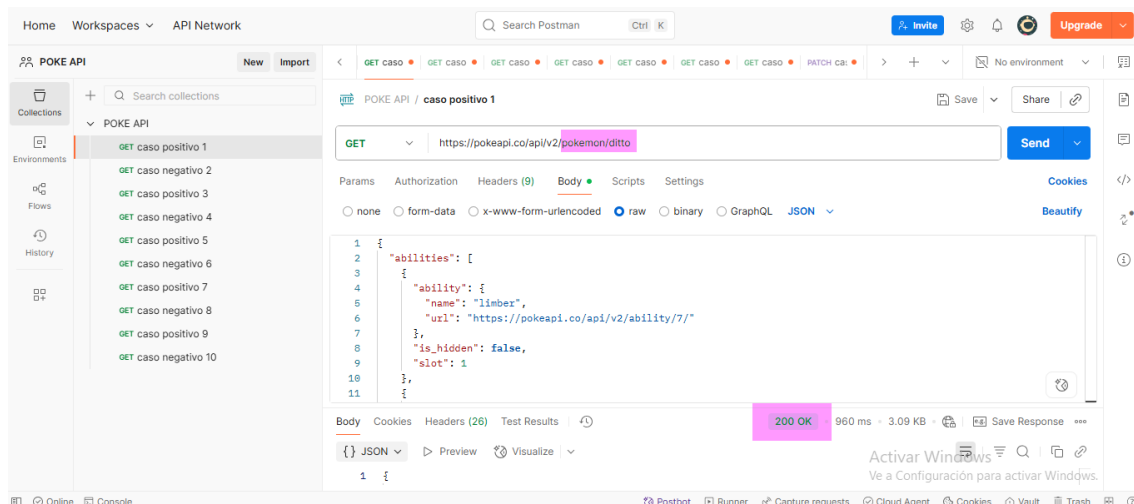 Home Workspaces API Network Search Postman Ctrl K Invite Upgrade
POKE API New Import GET caso GET caso GET caso GET caso GET caso GET caso GET caso PATCH ca: No environment
Collections
Environments
Flows
History
Search collections
POKE API
GET caso positivo 1
GET caso negativo 2
GET caso positivo 3
GET caso negativo 4
GET caso positivo 5
GET caso negativo 6
GET caso positivo 7
GET caso negativo 8
GET caso positivo 9
GET caso negativo 10
HTTP POKE API / caso positivo 1 Save Share
GET https://pokeapi.co/api/v2/pokemon/ditto Send
Params Authorization Headers (9) Body Scripts Settings Cookies
none form-data x-www-form-urlencoded raw binary GraphQL JSON Beautify
1 {
2 "abilities": [
3 {
4 "ability": {
5 "name": "limber",
6 "url": "https://pokeapi.co/api/v2/ability/7/"
7 },
8 "is_hidden": false,
9 "slot": 1
10 },
11 {
Body Cookies Headers (26) Test Results 200 OK 960 ms 3.09 KB Save Response
{} JSON Preview Visualize
1 {
Activar Windows
Ve a Configuración para activar Windows.
Online Console Postbot Runner Capture requests Cloud Agent Cookies Vault Trash